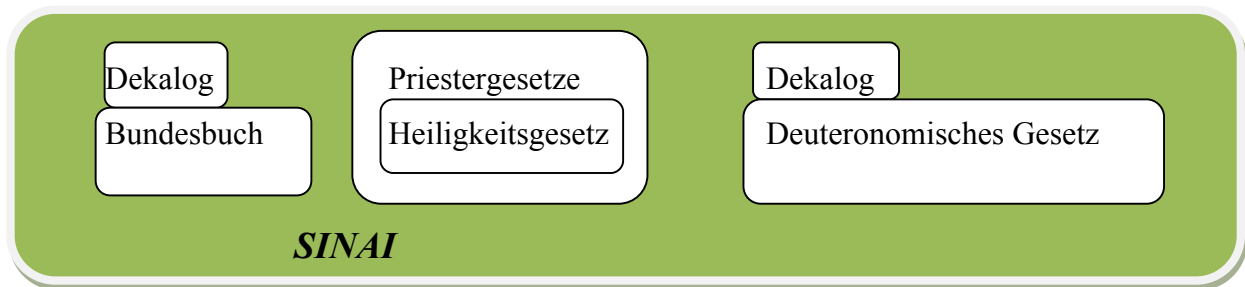 Dekalog
Bundesbuch
Priestergesetze
Heiligkeitsgesetz
Dekalog
Deuteronomisches Gesetz
SINAI